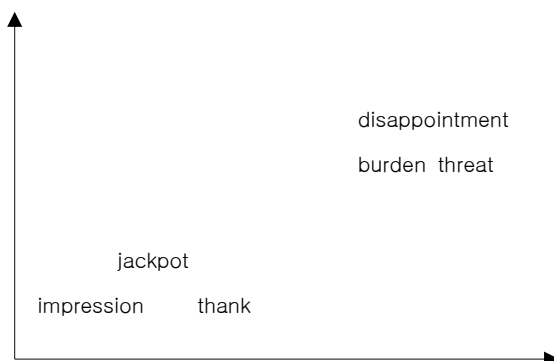 disappointment
burden threat
jackpot
impression thank